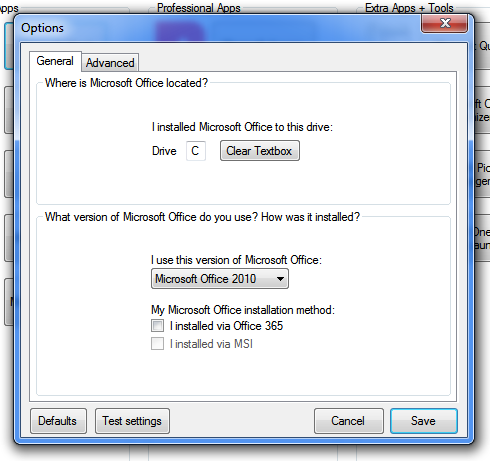 Apps
Professional Apps
Extra Apps + Tools
Options
General
Advanced
Where is Microsoft Office located?
I installed Microsoft Office to this drive:
Drive C Clear Textbox
What version of Microsoft Office do you use? How was it installed?
I use this version of Microsoft Office:
Microsoft Office 2010
My Microsoft Office installation method:
I installed via Office 365
I installed via MSI
Defaults
Test settings
Cancel
Save